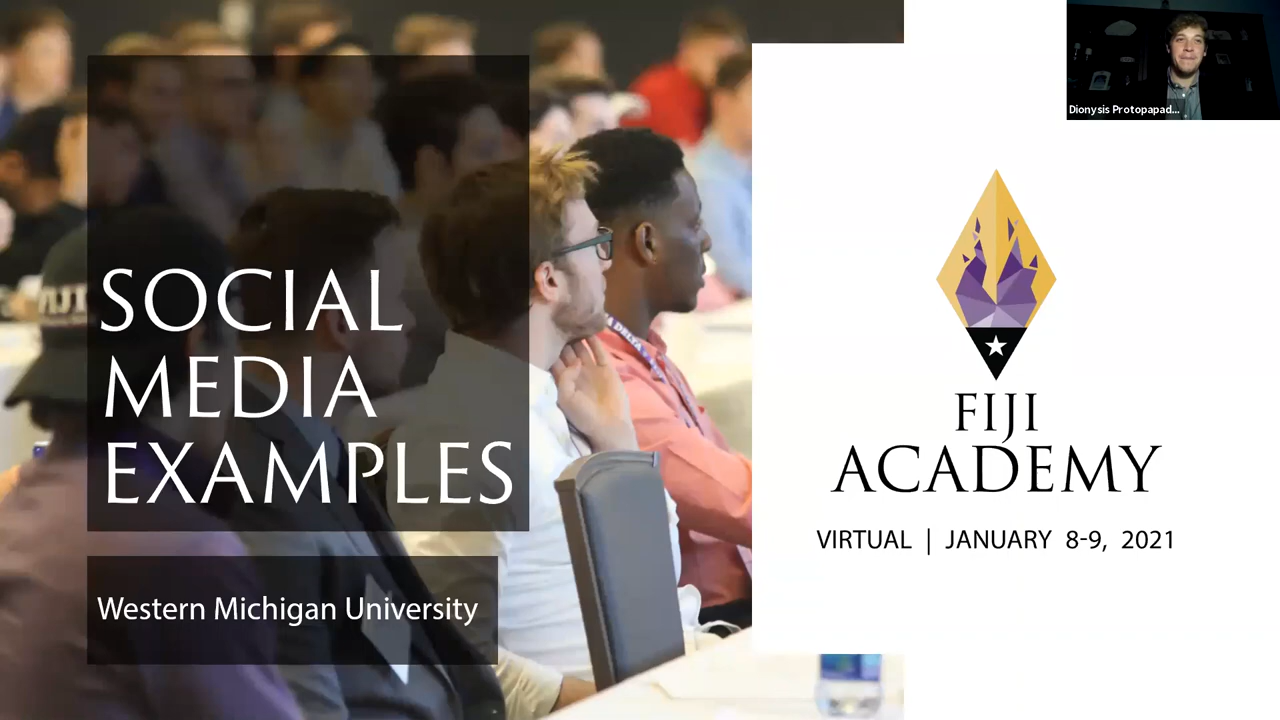 SOCIAL
MEDIA
EXAMPLES
Western Michigan University
Dionysis Protopapad...
FIJI
ACADEMY
VIRTUAL | JANUARY 8-9, 2021